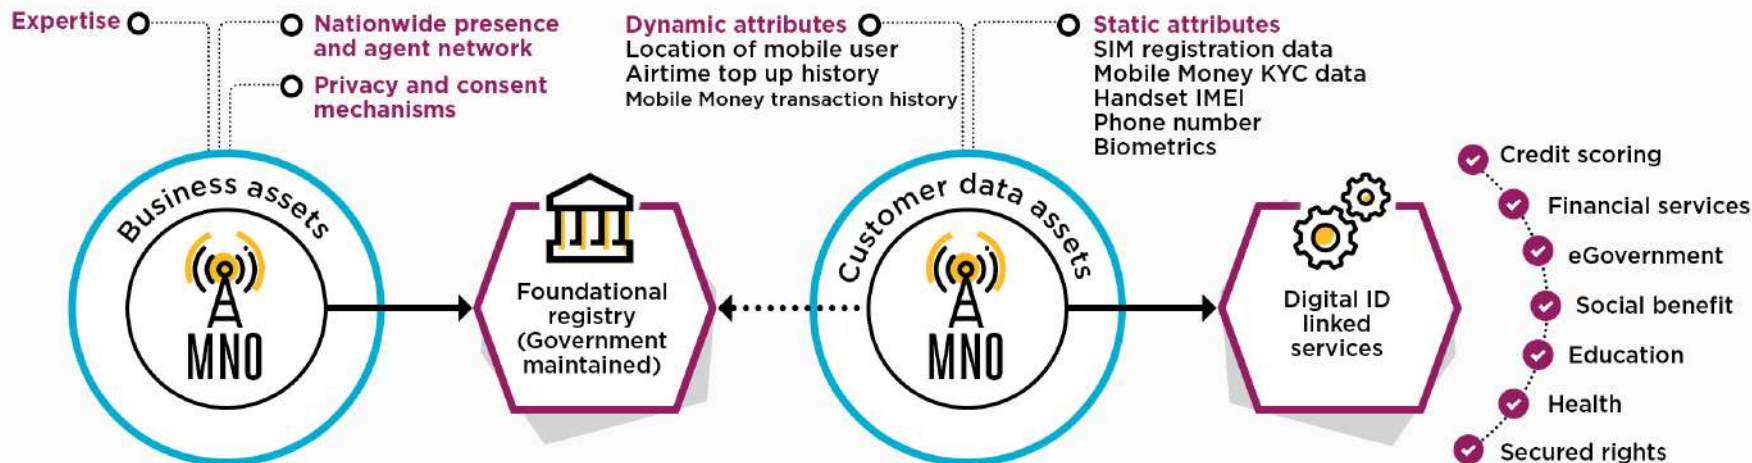 Expertise
Nationwide presence
and agent network
Privacy and consent
mechanisms
Business assets
MNO
Foundational
registry
(Government
maintained)
Dynamic attributes
Location of mobile user
Airtime top up history
Mobile Money transaction history
Static attributes
SIM registration data
Mobile Money KYC data
Handset IMEI
Phone number
Biometrics
Customer data assets
MNO
Digital ID
linked
services
Credit scoring
Financial services
eGovernment
Social benefit
Education
Health
Secured rights